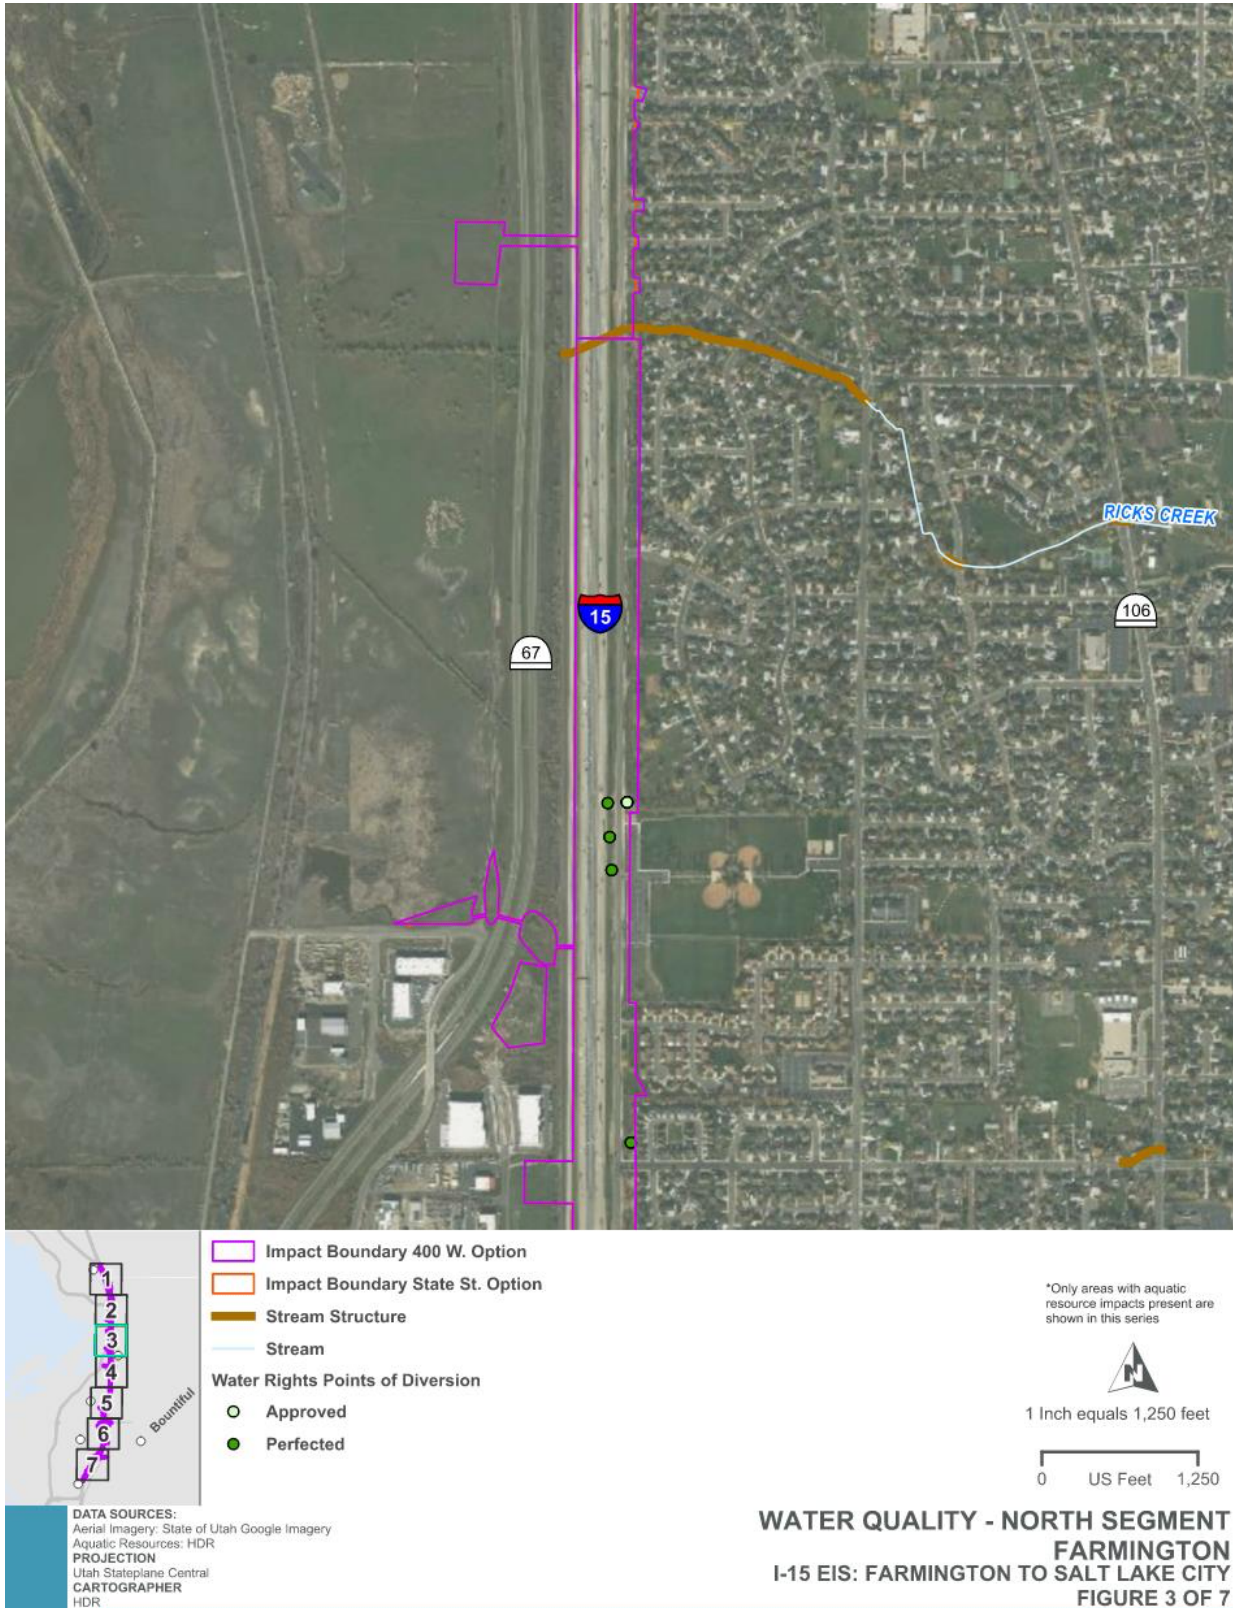 RICKS CREEK
106
15
67
1
2
3
4
5
6
7
Bountiful
Impact Boundary 400 W. Option
Impact Boundary State St. Option
Stream Structure
Stream
Water Rights Points of Diversion
Approved
Perfected
*Only areas with aquatic
resource impacts present are
shown in this series
N
1 Inch equals 1,250 feet
0 US Feet 1,250
DATA SOURCES:
Aerial Imagery: State of Utah Google Imagery
Aquatic Resources: HDR
PROJECTION
Utah Stateplane Central
CARTOGRAPHER
HDR
WATER QUALITY - NORTH SEGMENT
FARMINGTON
I-15 EIS: FARMINGTON TO SALT LAKE CITY
FIGURE 3 OF 7